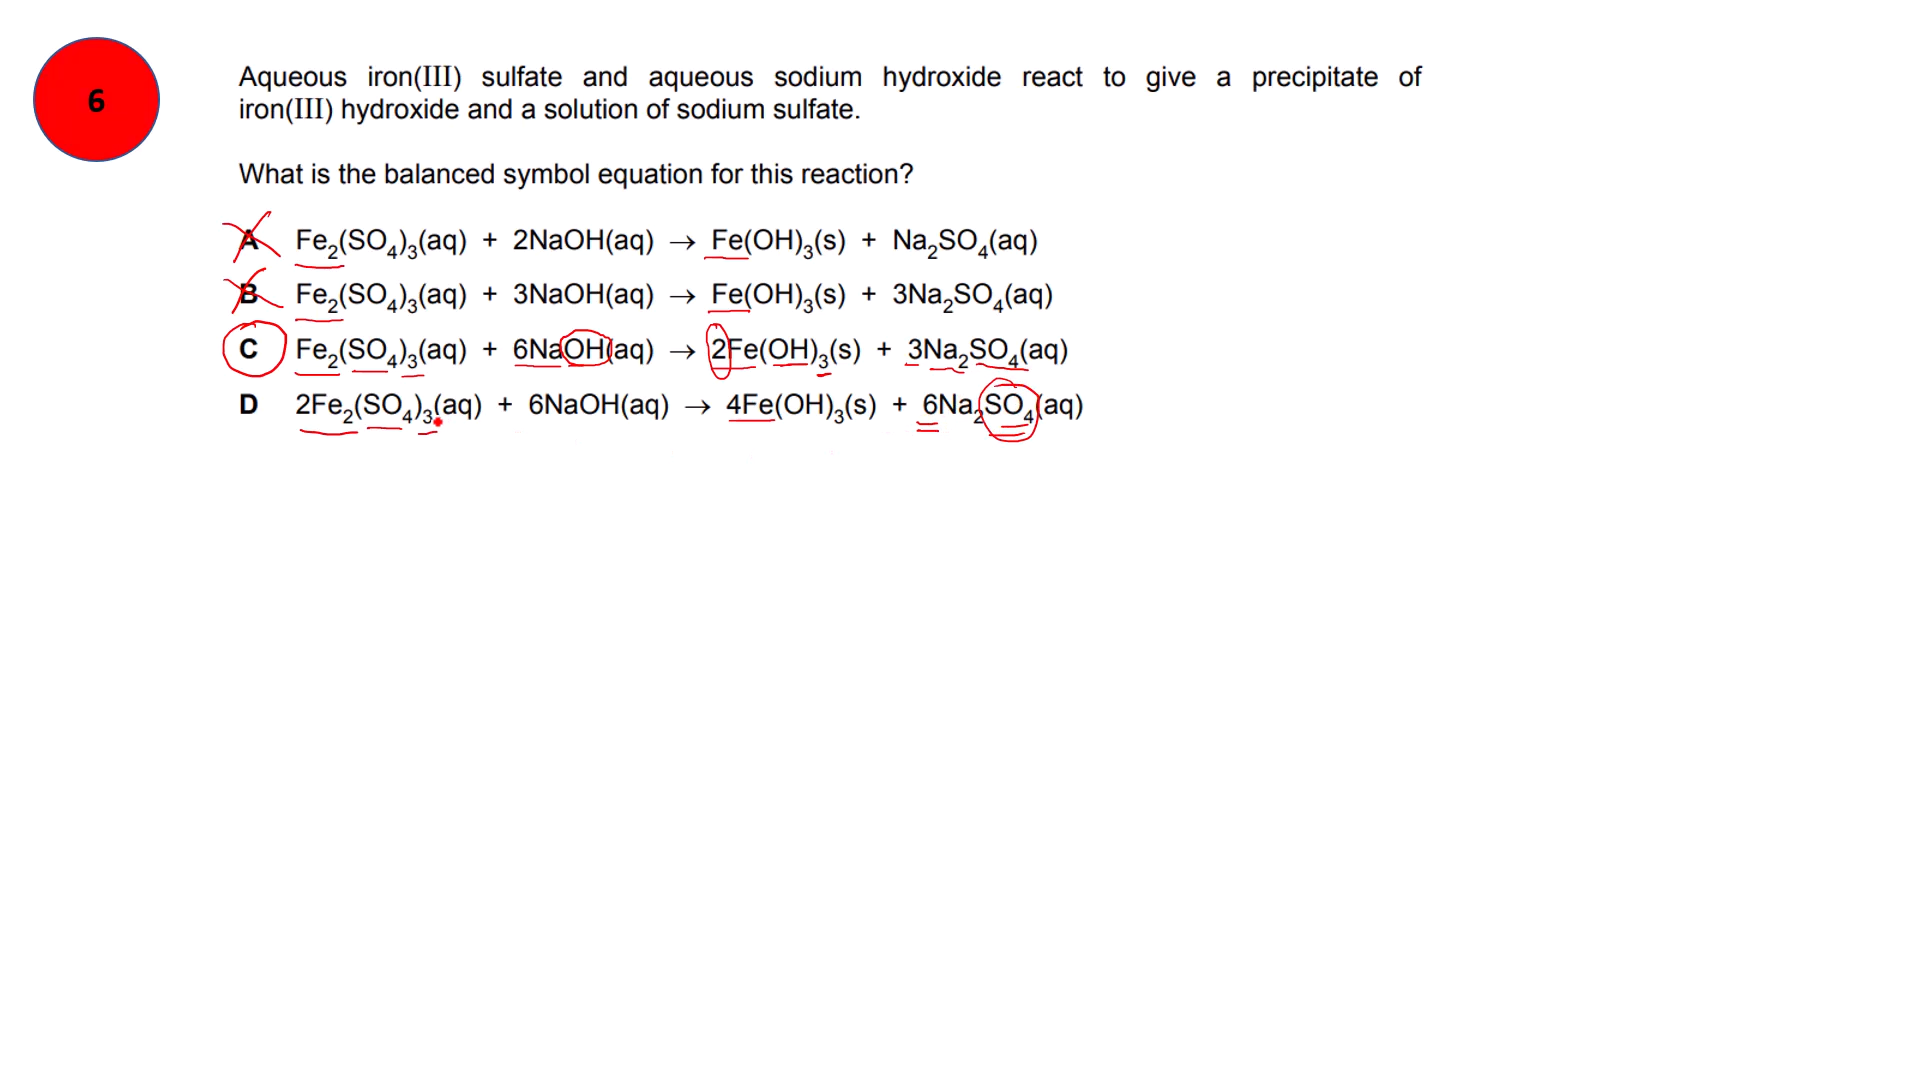 6
Aqueous iron(III) sulfate and aqueous sodium hydroxide react to give a precipitate of
iron(III) hydroxide and a solution of sodium sulfate.
What is the balanced symbol equation for this reaction?
A Fe₂(SO₄)₃(aq) + 2NaOH(aq) → Fe(OH)₃(s) + Na₂SO₄(aq)
B Fe₂(SO₄)₃(aq) + 3NaOH(aq) → Fe(OH)₃(s) + 3Na₂SO₄(aq)
C Fe₂(SO₄)₃(aq) + 6NaOH(aq) → 2Fe(OH)₃(s) + 3Na₂SO₄(aq)
D 2Fe₂(SO₄)₃(aq) + 6NaOH(aq) → 4Fe(OH)₃(s) + 6Na₂SO₄(aq)